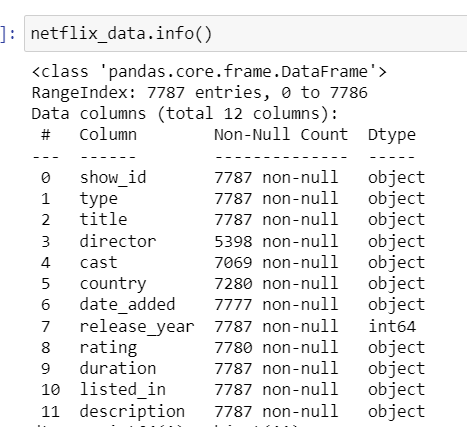 ]: netflix_data.info()
<class 'pandas.core.frame.DataFrame'>
RangeIndex: 7787 entries, 0 to 7786
Data columns (total 12 columns):
 #   Column        Non-Null Count  Dtype
---  ------        --------------  -----
 0   show_id       7787 non-null   object
 1   type          7787 non-null   object
 2   title         7787 non-null   object
 3   director      5398 non-null   object
 4   cast          7069 non-null   object
 5   country       7280 non-null   object
 6   date_added    7777 non-null   object
 7   release_year  7787 non-null   int64
 8   rating        7780 non-null   object
 9   duration      7787 non-null   object
 10  listed_in     7787 non-null   object
 11  description   7787 non-null   object